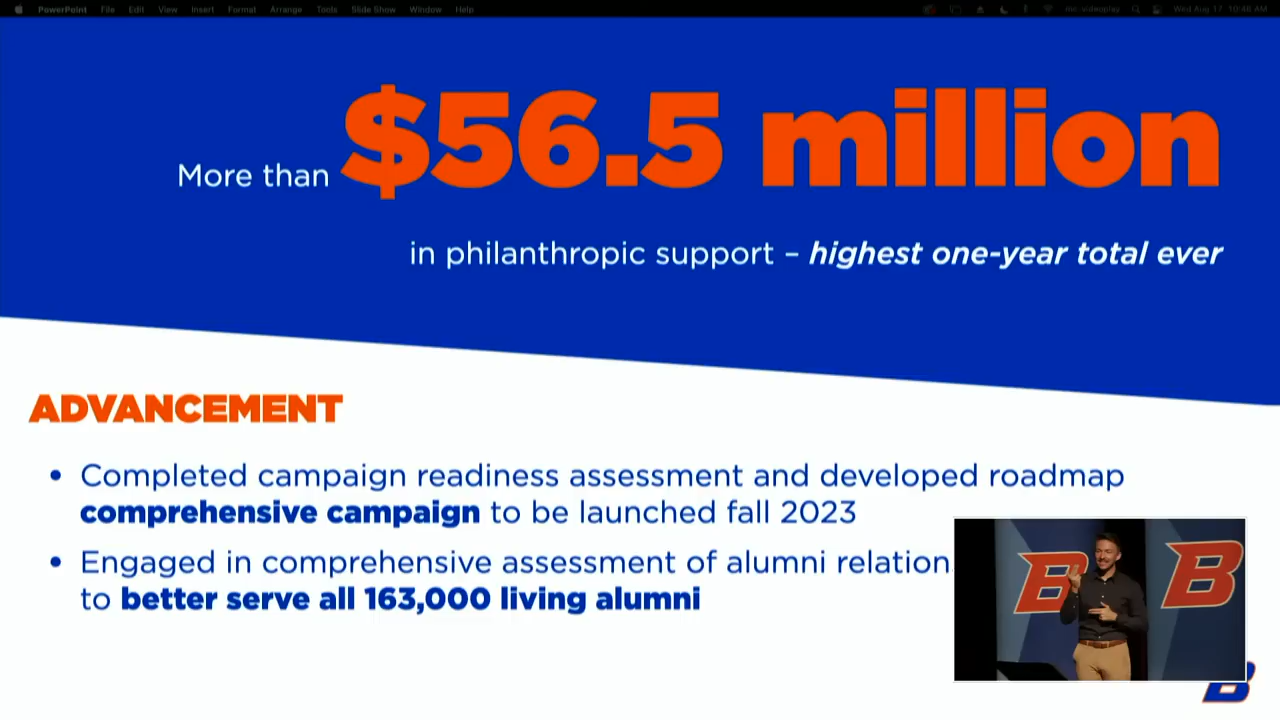 PowerPoint File Edit View Insert Format Arrange Tools Slide Show Window Help Wed Aug 17 10:46 AM
More than $56.5 million
in philanthropic support – highest one-year total ever
ADVANCEMENT
• Completed campaign readiness assessment and developed roadmap
comprehensive campaign to be launched fall 2023
• Engaged in comprehensive assessment of alumni relation
to better serve all 163,000 living alumni
B B
B